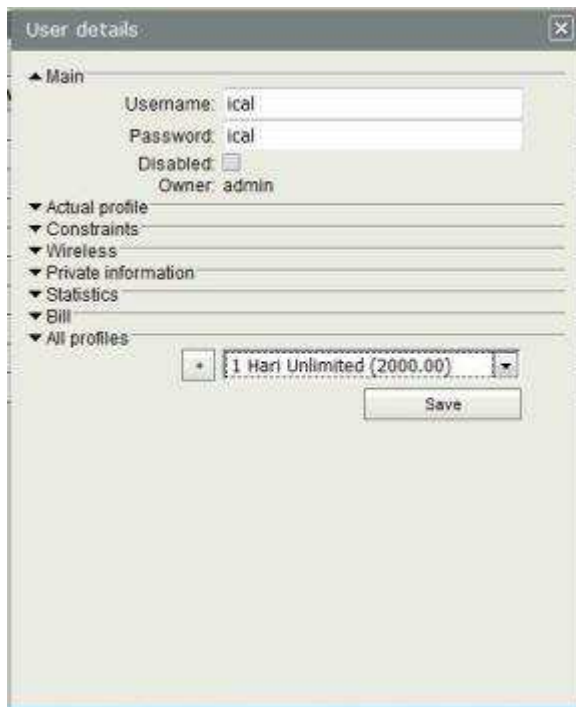 User details
Main
Username: ical
Password: ical
Disabled:
Owner: admin
Actual profile
Constraints
Wireless
Private information
Statistics
Bill
All profiles
1 Hari Unlimited (2000.00)
Save